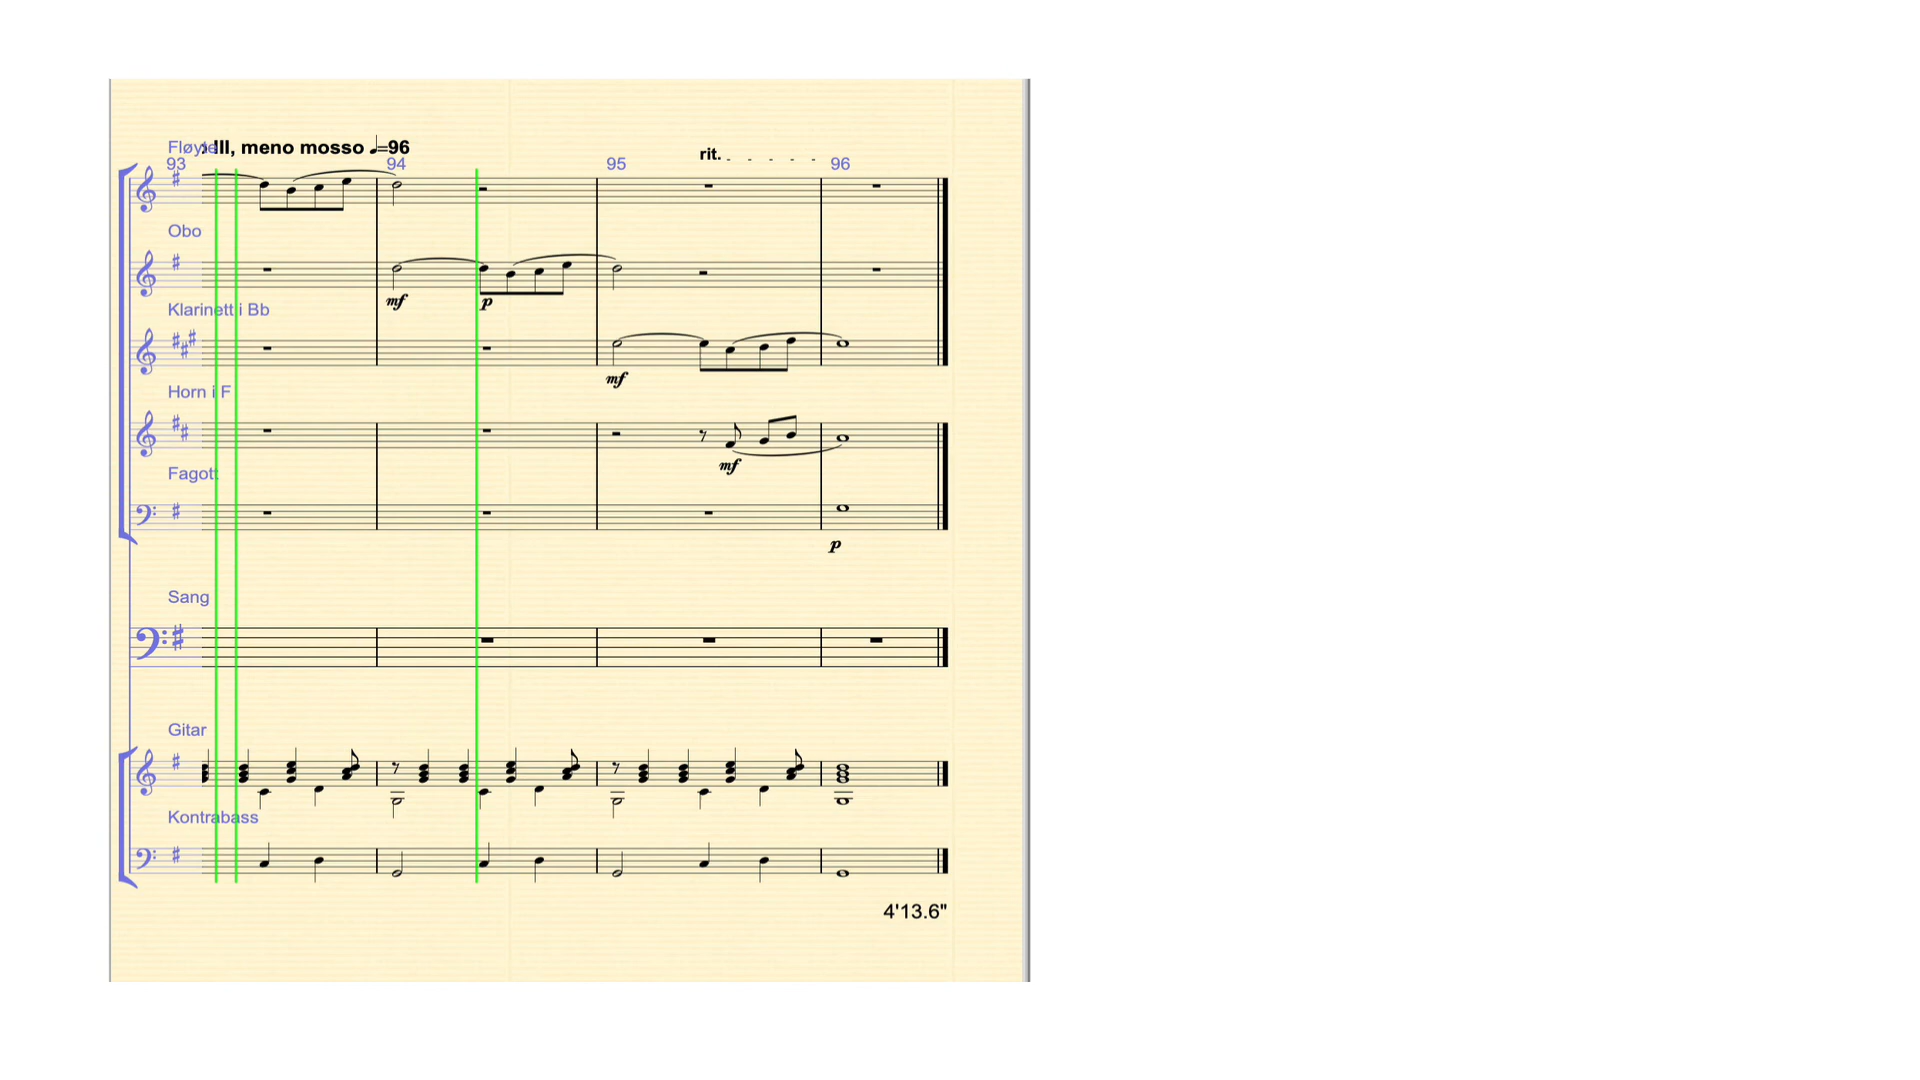 Fløyte III, meno mosso ♩=96
93 94 95 rit. 96
Obo
mf p
Klarinett i Bb
mf
Horn i F
mf
Fagott
p
Sang
Gitar
Kontrabass
4'13.6"